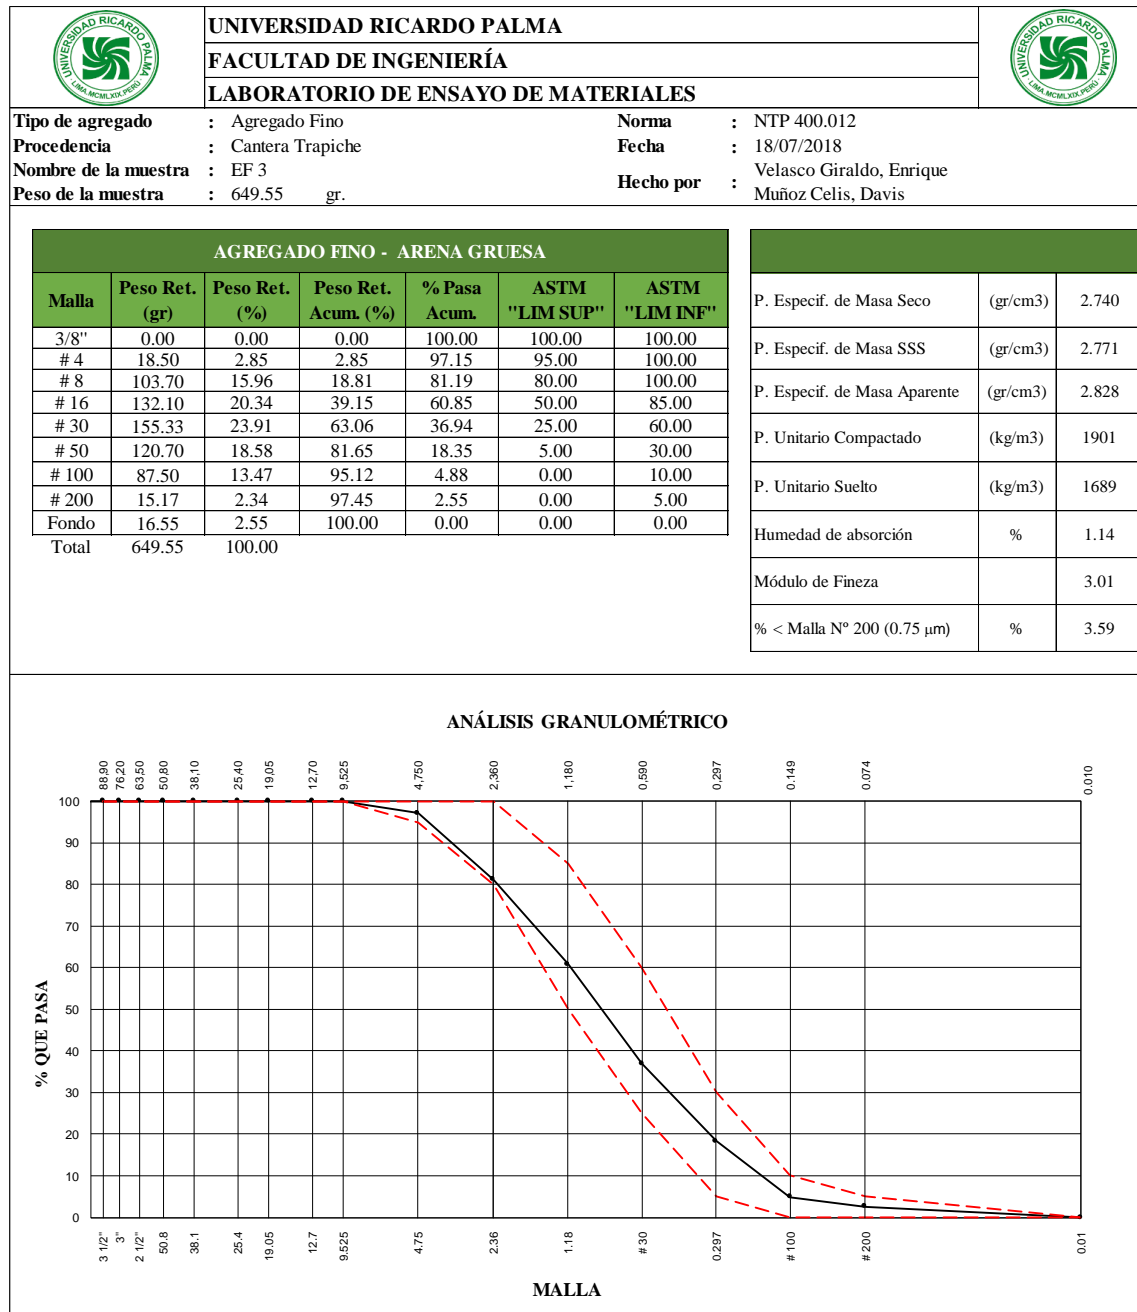 UNIVERSIDAD RICARDO PALMA
FACULTAD DE INGENIERÍA
LABORATORIO DE ENSAYO DE MATERIALES
UNIVERSIDAD RICARDO PALMA
LIMA, MCMLXIX, PERÚ
UNIVERSIDAD RICARDO PALMA
LIMA, MCMLXIX, PERÚ
Tipo de agregado : Agregado Fino Norma : NTP 400.012
Procedencia : Cantera Trapiche Fecha : 18/07/2018
Nombre de la muestra : EF 3 Hecho por : Velasco Giraldo, Enrique
Peso de la muestra : 649.55 gr. Muñoz Celis, Davis
AGREGADO FINO - ARENA GRUESA
Malla Peso Ret. (gr) Peso Ret. (%) Peso Ret. Acum. (%) % Pasa Acum. ASTM "LIM SUP" ASTM "LIM INF"
3/8" 0.00 0.00 0.00 100.00 100.00 100.00
# 4 18.50 2.85 2.85 97.15 95.00 100.00
# 8 103.70 15.96 18.81 81.19 80.00 100.00
# 16 132.10 20.34 39.15 60.85 50.00 85.00
# 30 155.33 23.91 63.06 36.94 25.00 60.00
# 50 120.70 18.58 81.65 18.35 5.00 30.00
# 100 87.50 13.47 95.12 4.88 0.00 10.00
# 200 15.17 2.34 97.45 2.55 0.00 5.00
Fondo 16.55 2.55 100.00 0.00 0.00 0.00
Total 649.55 100.00
P. Especif. de Masa Seco (gr/cm3) 2.740
P. Especif. de Masa SSS (gr/cm3) 2.771
P. Especif. de Masa Aparente (gr/cm3) 2.828
P. Unitario Compactado (kg/m3) 1901
P. Unitario Suelto (kg/m3) 1689
Humedad de absorción % 1.14
Módulo de Fineza 3.01
% < Malla Nº 200 (0.75 µm) % 3.59
ANÁLISIS GRANULOMÉTRICO
88,90 76,20 63,50 50,80 38,10 25,40 19,05 12,70 9,525 4,750 2,360 1,180 0,590 0,297 0.149 0.074 0.010
100
90
80
70
60
50
40
30
20
10
0
% QUE PASA
3 1/2" 3" 2 1/2" 50.8 38.1 25.4 19.05 12.7 9.525 4.75 2.36 1.18 # 30 0.297 # 100 # 200 0.01
MALLA